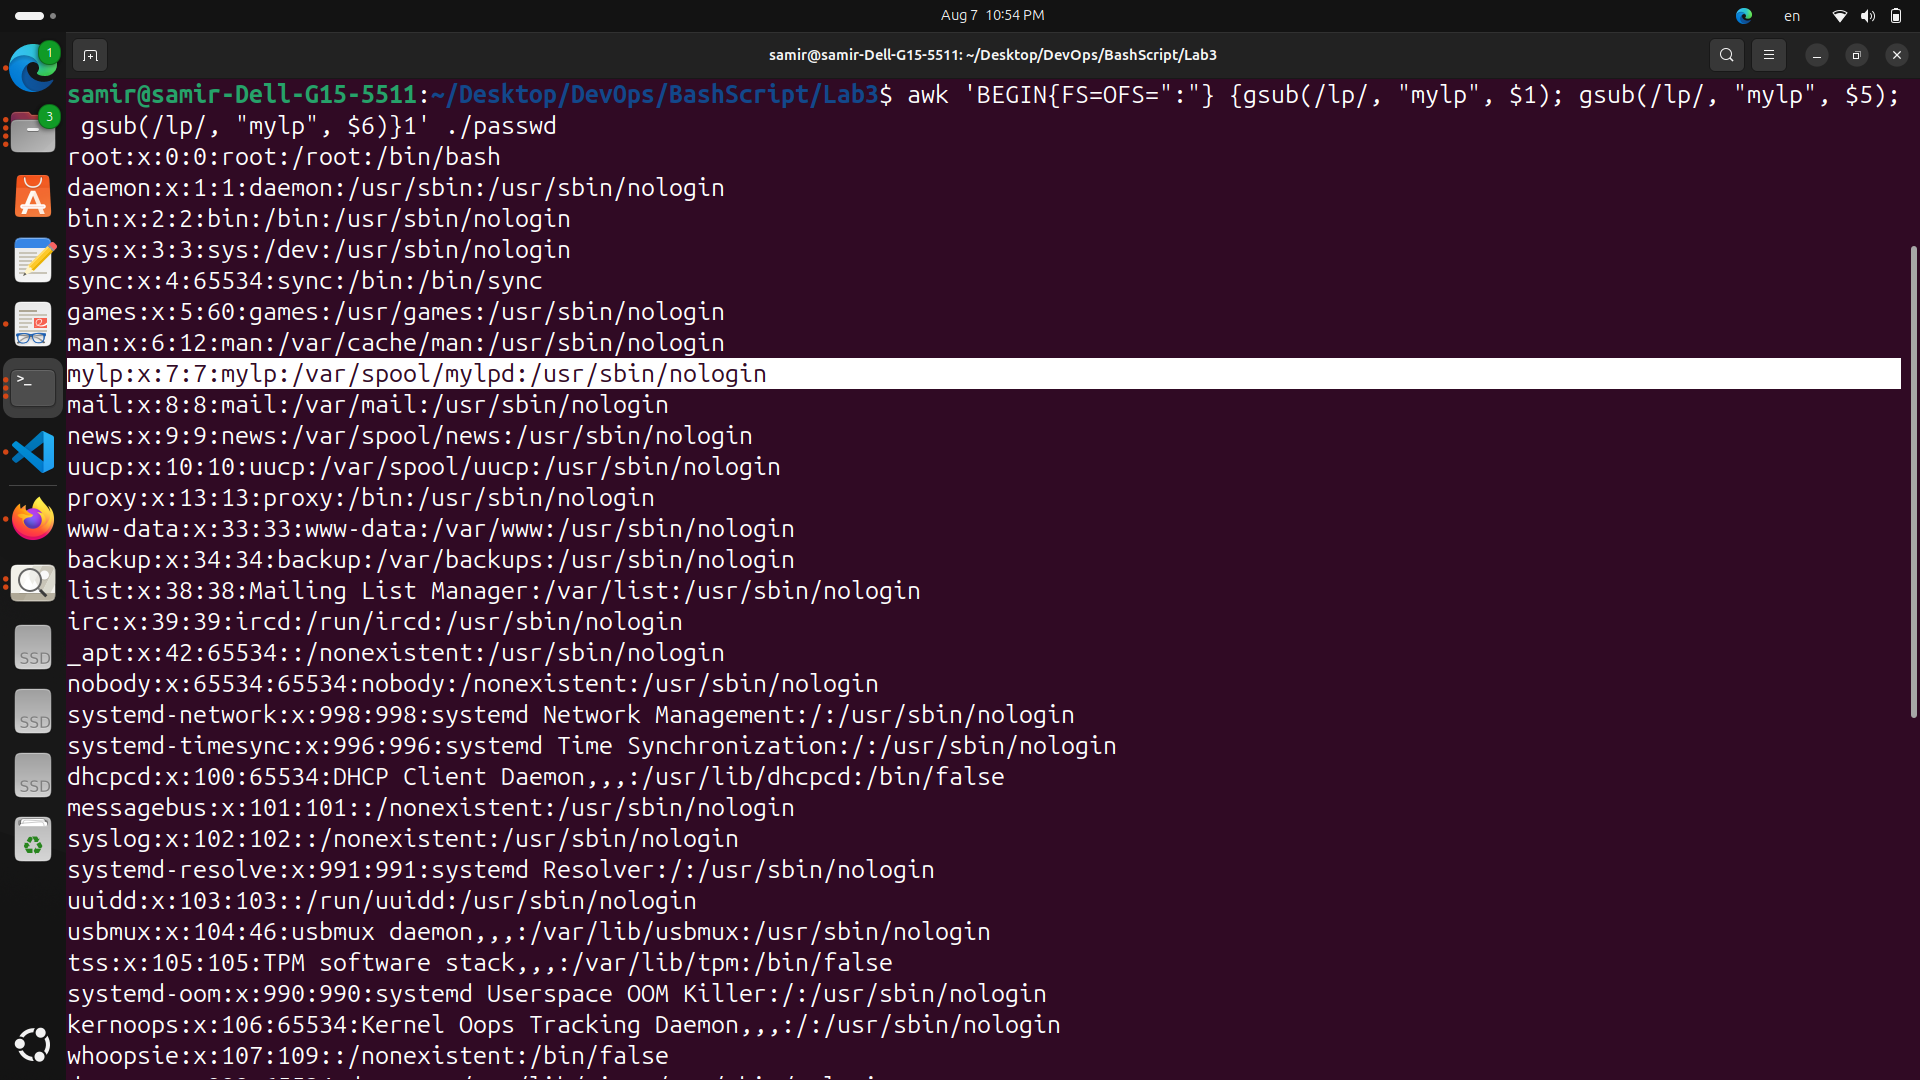 Aug 7 10:54 PM
en
samir@samir-Dell-G15-5511: ~/Desktop/DevOps/BashScript/Lab3
1
3
SSD
SSD
SSD
samir@samir-Dell-G15-5511:~/Desktop/DevOps/BashScript/Lab3$ awk 'BEGIN{FS=OFS=":"} {gsub(/lp/, "mylp", $1); gsub(/lp/, "mylp", $5);
 gsub(/lp/, "mylp", $6)}1' ./passwd
root:x:0:0:root:/root:/bin/bash
daemon:x:1:1:daemon:/usr/sbin:/usr/sbin/nologin
bin:x:2:2:bin:/bin:/usr/sbin/nologin
sys:x:3:3:sys:/dev:/usr/sbin/nologin
sync:x:4:65534:sync:/bin:/bin/sync
games:x:5:60:games:/usr/games:/usr/sbin/nologin
man:x:6:12:man:/var/cache/man:/usr/sbin/nologin
mylp:x:7:7:mylp:/var/spool/mylpd:/usr/sbin/nologin
mail:x:8:8:mail:/var/mail:/usr/sbin/nologin
news:x:9:9:news:/var/spool/news:/usr/sbin/nologin
uucp:x:10:10:uucp:/var/spool/uucp:/usr/sbin/nologin
proxy:x:13:13:proxy:/bin:/usr/sbin/nologin
www-data:x:33:33:www-data:/var/www:/usr/sbin/nologin
backup:x:34:34:backup:/var/backups:/usr/sbin/nologin
list:x:38:38:Mailing List Manager:/var/list:/usr/sbin/nologin
irc:x:39:39:ircd:/run/ircd:/usr/sbin/nologin
_apt:x:42:65534::/nonexistent:/usr/sbin/nologin
nobody:x:65534:65534:nobody:/nonexistent:/usr/sbin/nologin
systemd-network:x:998:998:systemd Network Management:/:/usr/sbin/nologin
systemd-timesync:x:996:996:systemd Time Synchronization:/:/usr/sbin/nologin
dhcpcd:x:100:65534:DHCP Client Daemon,,,:/usr/lib/dhcpcd:/bin/false
messagebus:x:101:101::/nonexistent:/usr/sbin/nologin
syslog:x:102:102::/nonexistent:/usr/sbin/nologin
systemd-resolve:x:991:991:systemd Resolver:/:/usr/sbin/nologin
uuidd:x:103:103::/run/uuidd:/usr/sbin/nologin
usbmux:x:104:46:usbmux daemon,,,:/var/lib/usbmux:/usr/sbin/nologin
tss:x:105:105:TPM software stack,,,:/var/lib/tpm:/bin/false
systemd-oom:x:990:990:systemd Userspace OOM Killer:/:/usr/sbin/nologin
kernoops:x:106:65534:Kernel Oops Tracking Daemon,,,:/:/usr/sbin/nologin
whoopsie:x:107:109::/nonexistent:/bin/false